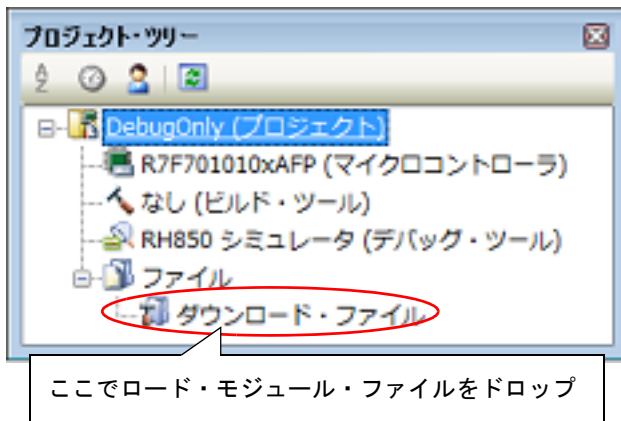 プロジェクト・ツリー
DebugOnly (プロジェクト)
R7F701010xAFP (マイクロコントローラ)
なし (ビルド・ツール)
RH850 シミュレータ (デバッグ・ツール)
ファイル
ダウンロード・ファイル
ここでロード・モジュール・ファイルをドロップ